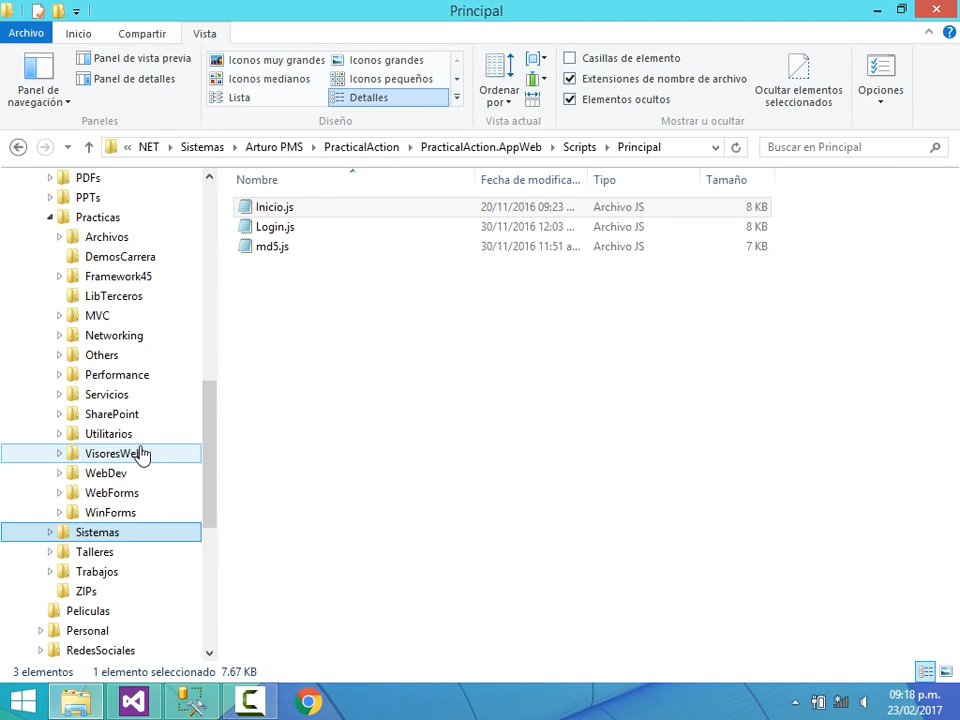 Principal
Archivo Inicio Compartir Vista
Panel de navegación
Panel de vista previa
Panel de detalles
Paneles
Iconos muy grandes Iconos grandes
Iconos medianos Iconos pequeños
Lista Detalles
Diseño
Ordenar por
Vista actual
Casillas de elemento
Extensiones de nombre de archivo
Elementos ocultos
Ocultar elementos seleccionados
Mostrar u ocultar
Opciones
« NET Sistemas Arturo PMS PracticalAction PracticalAction.AppWeb Scripts Principal
Buscar en Principal
PDFs
PPTs
Practicas
Archivos
DemosCarrera
Framework45
LibTerceros
MVC
Networking
Others
Performance
Servicios
SharePoint
Utilitarios
WebDev
WebForms
WinForms
Sistemas
Talleres
Trabajos
ZIPs
Peliculas
Personal
RedesSociales
Nombre Fecha de modifica... Tipo Tamaño
Inicio.js 20/11/2016 09:23 ... Archivo JS 8 KB
Login.js 30/11/2016 12:03 ... Archivo JS 8 KB
md5.js 30/11/2016 11:51 a... Archivo JS 7 KB
3 elementos 1 elemento seleccionado 7.67 KB
09:18 p.m.
23/02/2017